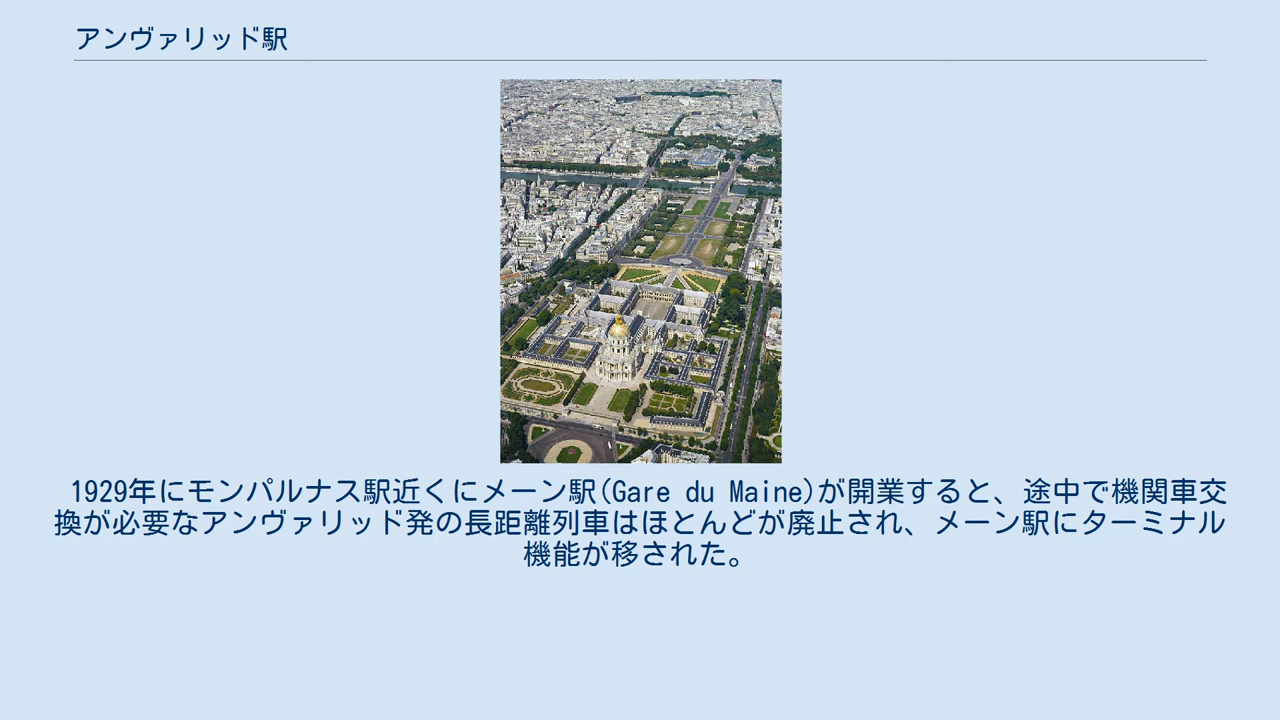 アンヴァリッド駅
1929年にモンパルナス駅近くにメーン駅(Gare du Maine)が開業すると、途中で機関車交
換が必要なアンヴァリッド発の長距離列車はほとんどが廃止され、メーン駅にターミナル
機能が移された。